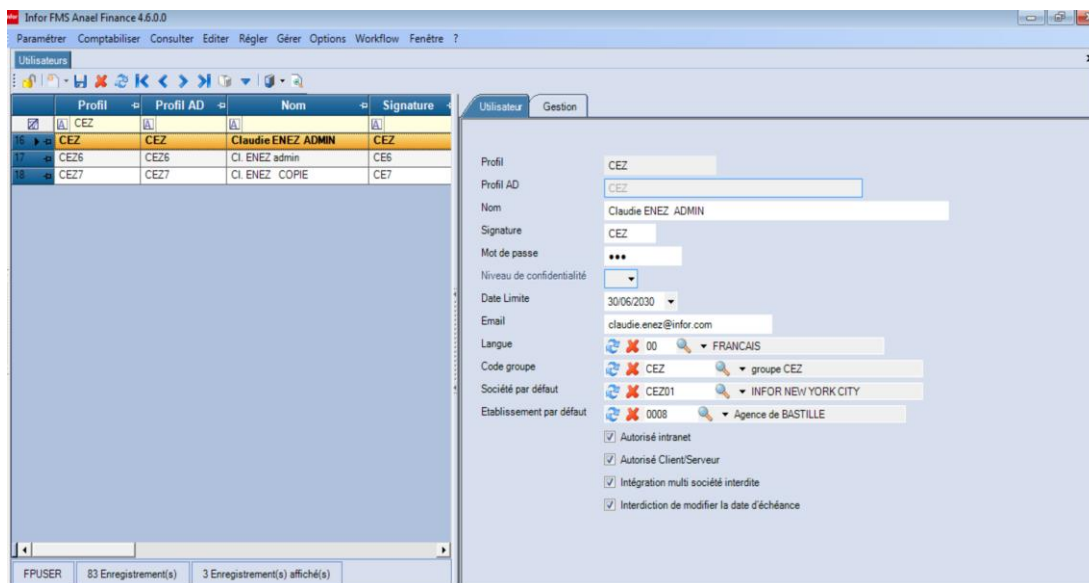 infor Infor FMS Anael Finance 4.6.0.0
Paramétrer Comptabiliser Consulter Editer Régler Gérer Options Workflow Fenêtre ?
Utilisateurs
Profil Profil AD Nom Signature
A CEZ A A A
16 CEZ CEZ Claudie ENEZ ADMIN CEZ
17 CEZ6 CEZ6 Cl. ENEZ admin CE6
18 CEZ7 CEZ7 Cl. ENEZ COPIE CE7
FPUSER 83 Enregistrement(s) 3 Enregistrement(s) affiché(s)
Utilisateur Gestion
Profil CEZ
Profil AD CEZ
Nom Claudie ENEZ ADMIN
Signature CEZ
Mot de passe •••
Niveau de confidentialité
Date Limite 30/06/2030
Email claudie.enez@infor.com
Langue 00 FRANCAIS
Code groupe CEZ groupe CEZ
Société par défaut CEZ01 INFOR NEW YORK CITY
Etablissement par défaut 0008 Agence de BASTILLE
Autorisé intranet
Autorisé Client/Serveur
Intégration multi société interdite
Interdiction de modifier la date d'échéance